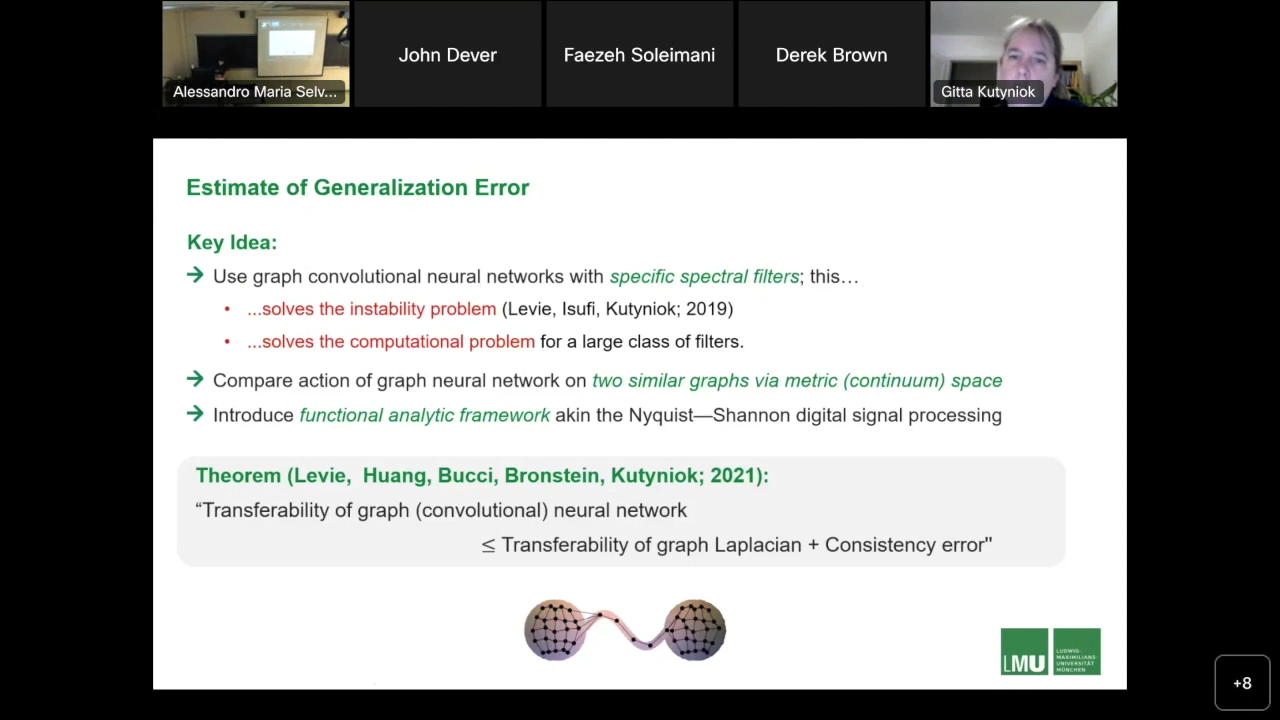 John Dever
Faezeh Soleimani
Derek Brown
Alessandro Maria Selv...
Gitta Kutyniok
Estimate of Generalization Error
Key Idea:
→ Use graph convolutional neural networks with specific spectral filters; this…
• ...solves the instability problem (Levie, Isufi, Kutyniok; 2019)
• ...solves the computational problem for a large class of filters.
→ Compare action of graph neural network on two similar graphs via metric (continuum) space
→ Introduce functional analytic framework akin the Nyquist—Shannon digital signal processing
Theorem (Levie, Huang, Bucci, Bronstein, Kutyniok; 2021):
“Transferability of graph (convolutional) neural network
≤ Transferability of graph Laplacian + Consistency error"
LMU
LUDWIG-
MAXIMILIANS-
UNIVERSITÄT
MÜNCHEN
+8